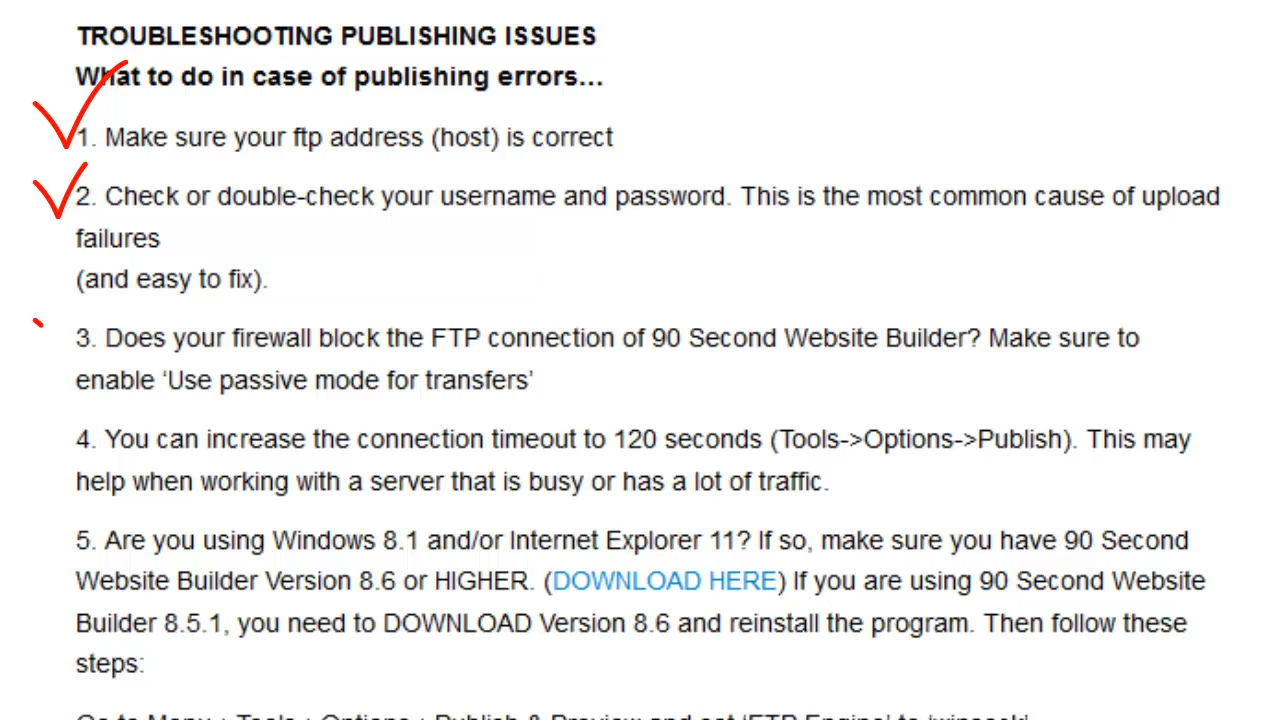 TROUBLESHOOTING PUBLISHING ISSUES
What to do in case of publishing errors...
1. Make sure your ftp address (host) is correct
2. Check or double-check your username and password. This is the most common cause of upload
failures
(and easy to fix).
3. Does your firewall block the FTP connection of 90 Second Website Builder? Make sure to
enable ‘Use passive mode for transfers’
4. You can increase the connection timeout to 120 seconds (Tools->Options->Publish). This may
help when working with a server that is busy or has a lot of traffic.
5. Are you using Windows 8.1 and/or Internet Explorer 11? If so, make sure you have 90 Second
Website Builder Version 8.6 or HIGHER. (DOWNLOAD HERE) If you are using 90 Second Website
Builder 8.5.1, you need to DOWNLOAD Version 8.6 and reinstall the program. Then follow these
steps: